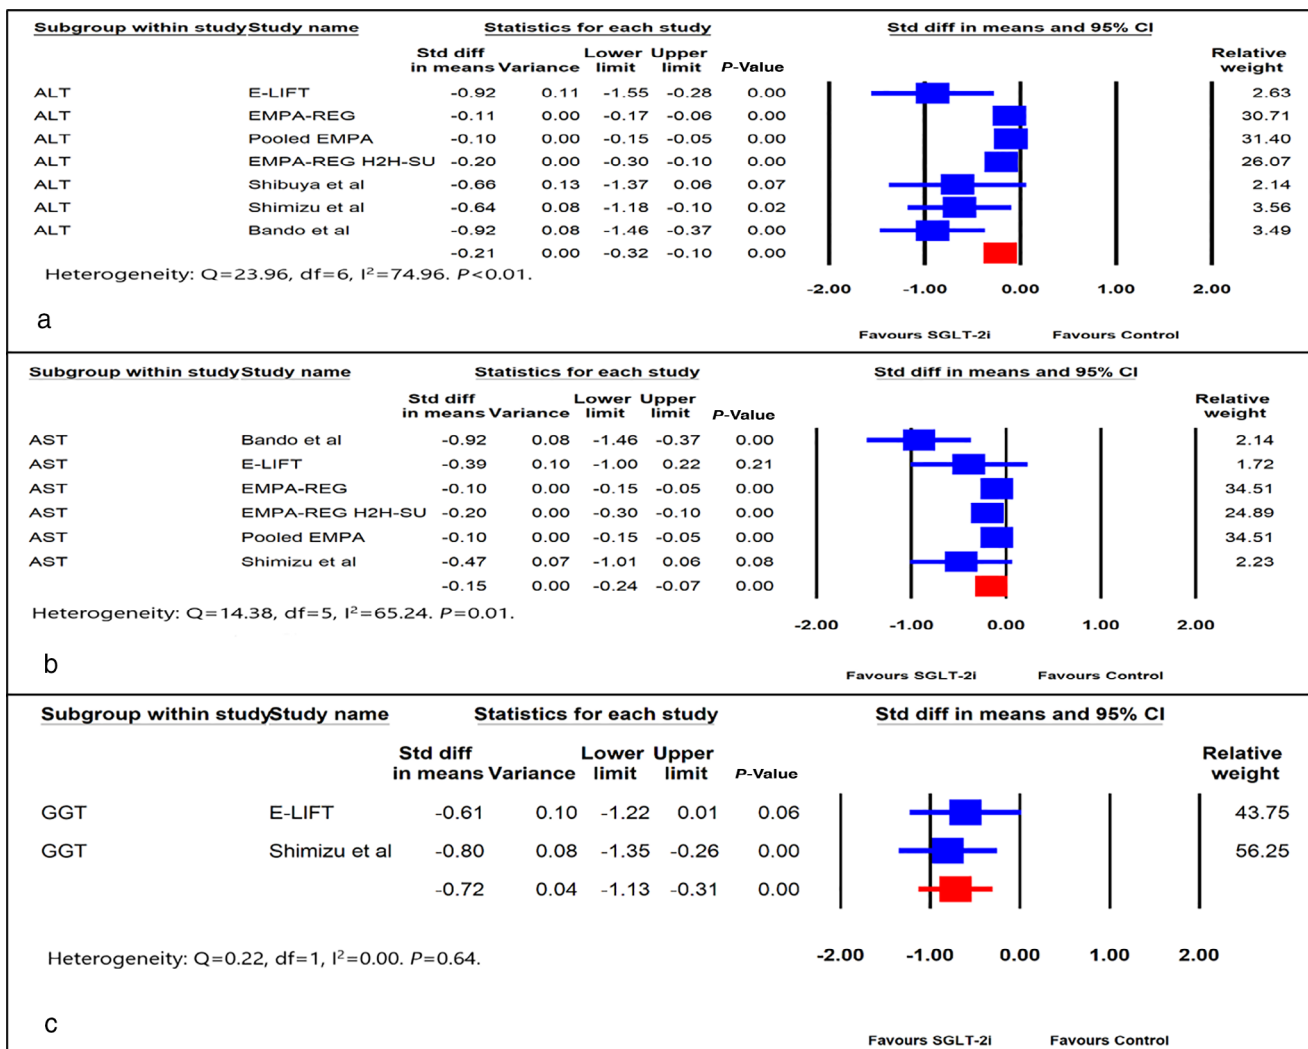 Subgroup within study Study name Statistics for each study Std diff in means and 95% CI
Std diff in means Variance Lower limit Upper limit P-Value Relative weight
ALT E-LIFT -0.92 0.11 -1.55 -0.28 0.00 2.63
ALT EMPA-REG -0.11 0.00 -0.17 -0.06 0.00 30.71
ALT Pooled EMPA -0.10 0.00 -0.15 -0.05 0.00 31.40
ALT EMPA-REG H2H-SU -0.20 0.00 -0.30 -0.10 0.00 26.07
ALT Shibuya et al -0.66 0.13 -1.37 0.06 0.07 2.14
ALT Shimizu et al -0.64 0.08 -1.18 -0.10 0.02 3.56
ALT Bando et al -0.92 0.08 -1.46 -0.37 0.00 3.49
-0.21 0.00 -0.32 -0.10 0.00
Heterogeneity: Q=23.96, df=6, I²=74.96. P<0.01.
-2.00 -1.00 0.00 1.00 2.00
a
Favours SGLT-2i Favours Control
Subgroup within study Study name Statistics for each study Std diff in means and 95% CI
Std diff in means Variance Lower limit Upper limit P-Value Relative weight
AST Bando et al -0.92 0.08 -1.46 -0.37 0.00 2.14
AST E-LIFT -0.39 0.10 -1.00 0.22 0.21 1.72
AST EMPA-REG -0.10 0.00 -0.15 -0.05 0.00 34.51
AST EMPA-REG H2H-SU -0.20 0.00 -0.30 -0.10 0.00 24.89
AST Pooled EMPA -0.10 0.00 -0.15 -0.05 0.00 34.51
AST Shimizu et al -0.47 0.07 -1.01 0.06 0.08 2.23
-0.15 0.00 -0.24 -0.07 0.00
Heterogeneity: Q=14.38, df=5, I²=65.24. P=0.01.
-2.00 -1.00 0.00 1.00 2.00
b
Favours SGLT-2i Favours Control
Subgroup within study Study name Statistics for each study Std diff in means and 95% CI
Std diff in means Variance Lower limit Upper limit P-Value Relative weight
GGT E-LIFT -0.61 0.10 -1.22 0.01 0.06 43.75
GGT Shimizu et al -0.80 0.08 -1.35 -0.26 0.00 56.25
-0.72 0.04 -1.13 -0.31 0.00
Heterogeneity: Q=0.22, df=1, I²=0.00. P=0.64.
-2.00 -1.00 0.00 1.00 2.00
c
Favours SGLT-2i Favours Control